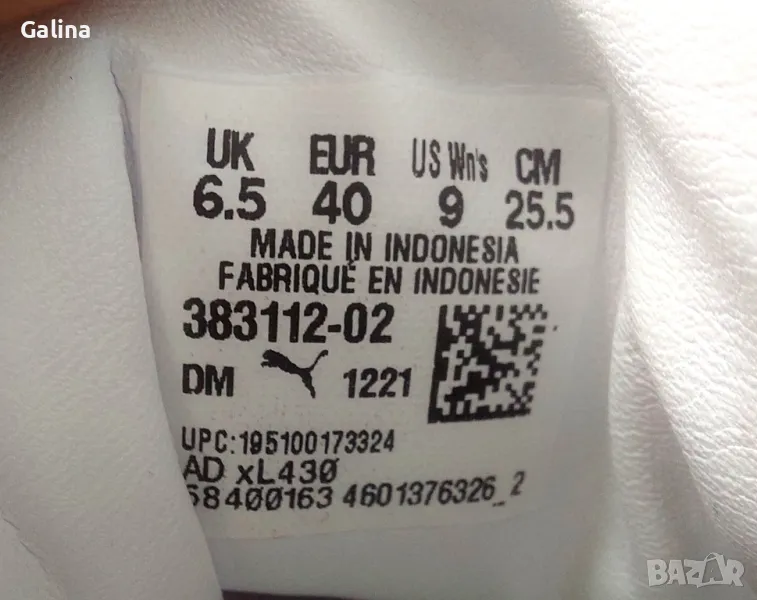 Galina
UK EUR US Wn's CM
6.5 40 9 25.5
MADE IN INDONESIA
FABRIQUÉ EN INDONESIE
383112-02
DM 1221
UPC:195100173324
AD xL430
58400163 4601376326_2
BAZAR